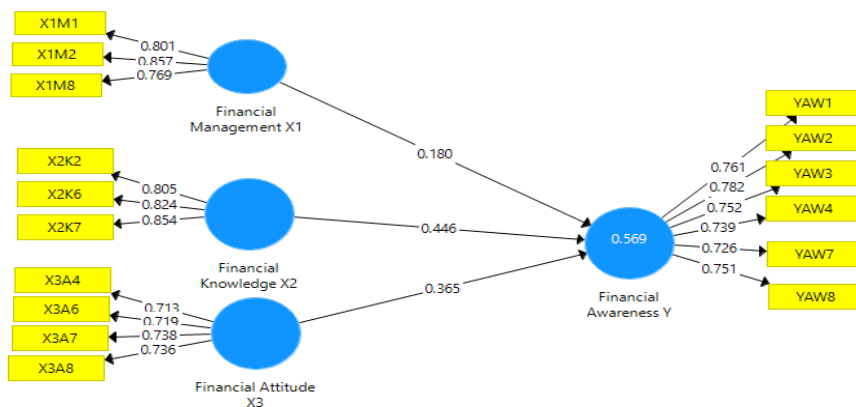 X1M1
X1M2
X1M8
0.801
0.857
0.769
Financial
Management X1
0.180
X2K2
X2K6
X2K7
0.805
0.824
0.854
Financial
Knowledge X2
0.446
X3A4
X3A6
X3A7
X3A8
0.713
0.719
0.738
0.736
Financial Attitude
X3
0.365
0.569
Financial
Awareness Y
0.761
0.782
0.752
0.739
0.726
0.751
YAW1
YAW2
YAW3
YAW4
YAW7
YAW8